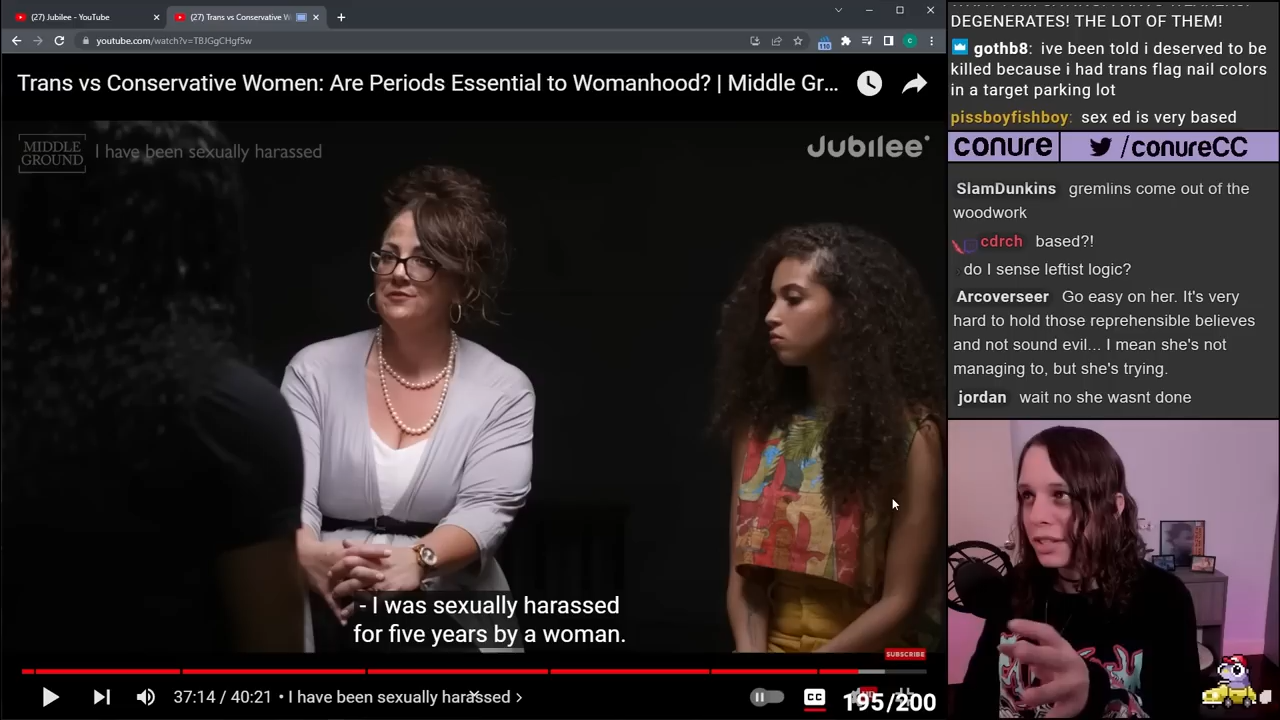 (27) Jubilee - YouTube
(27) Trans vs Conservative W
youtube.com/watch?v=TBJGgCHgf5w
Trans vs Conservative Women: Are Periods Essential to Womanhood? | Middle Gr...
MIDDLE
GROUND
I have been sexually harassed
Jubilee
- I was sexually harassed
for five years by a woman.
SUBSCRIBE
37:14 / 40:21 • I have been sexually harassed >
CC
195/200
DEGENERATES! THE LOT OF THEM!
gothb8: ive been told i deserved to be
killed because i had trans flag nail colors
in a target parking lot
pissboyfishboy: sex ed is very based
conure
/conureCC
SlamDunkins gremlins come out of the
woodwork
cdrch based?!
do I sense leftist logic?
Arcoverseer Go easy on her. It's very
hard to hold those reprehensible believes
and not sound evil... I mean she's not
managing to, but she's trying.
jordan wait no she wasnt done